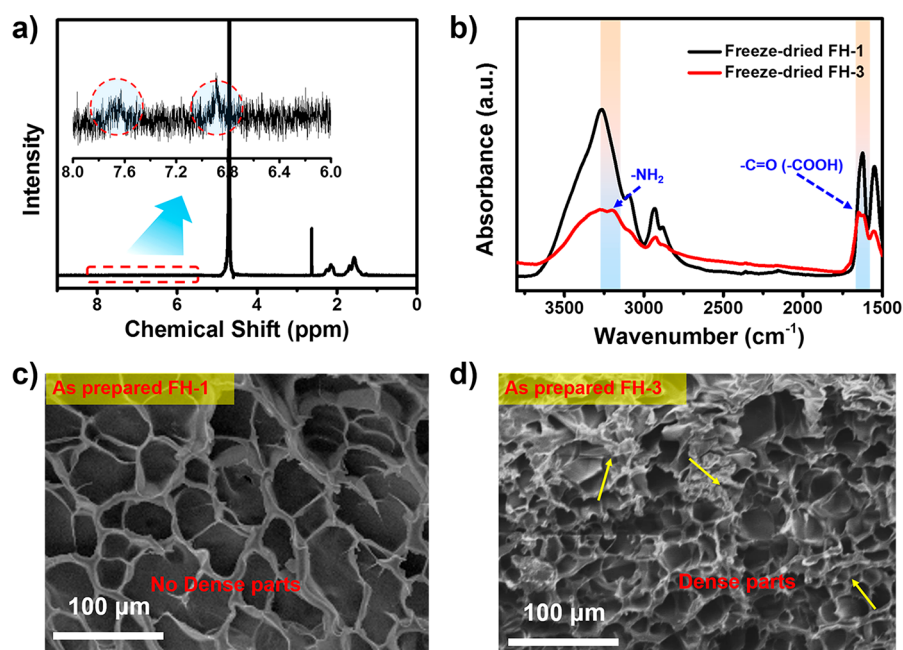 a)
Intensity
8.0 7.6 7.2 6.8 6.4 6.0
8 6 4 2 0
Chemical Shift (ppm)
b)
Absorbance (a.u.)
Freeze-dried FH-1
Freeze-dried FH-3
-NH₂
-C=O (-COOH)
3500 3000 2500 2000 1500
Wavenumber (cm⁻¹)
c)
As prepared FH-1
No Dense parts
100 μm
d)
As prepared FH-3
Dense parts
100 μm